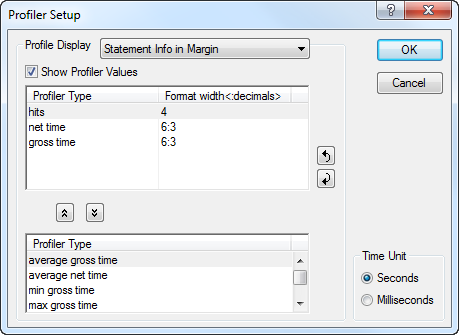 Profiler Setup
Profile Display
Statement Info in Margin
OK
Show Profiler Values
Cancel
Profiler Type Format width<:decimals>
hits 4
net time 6:3
gross time 6:3
Profiler Type
average gross time
average net time
min gross time
max gross time
Time Unit
Seconds
Milliseconds